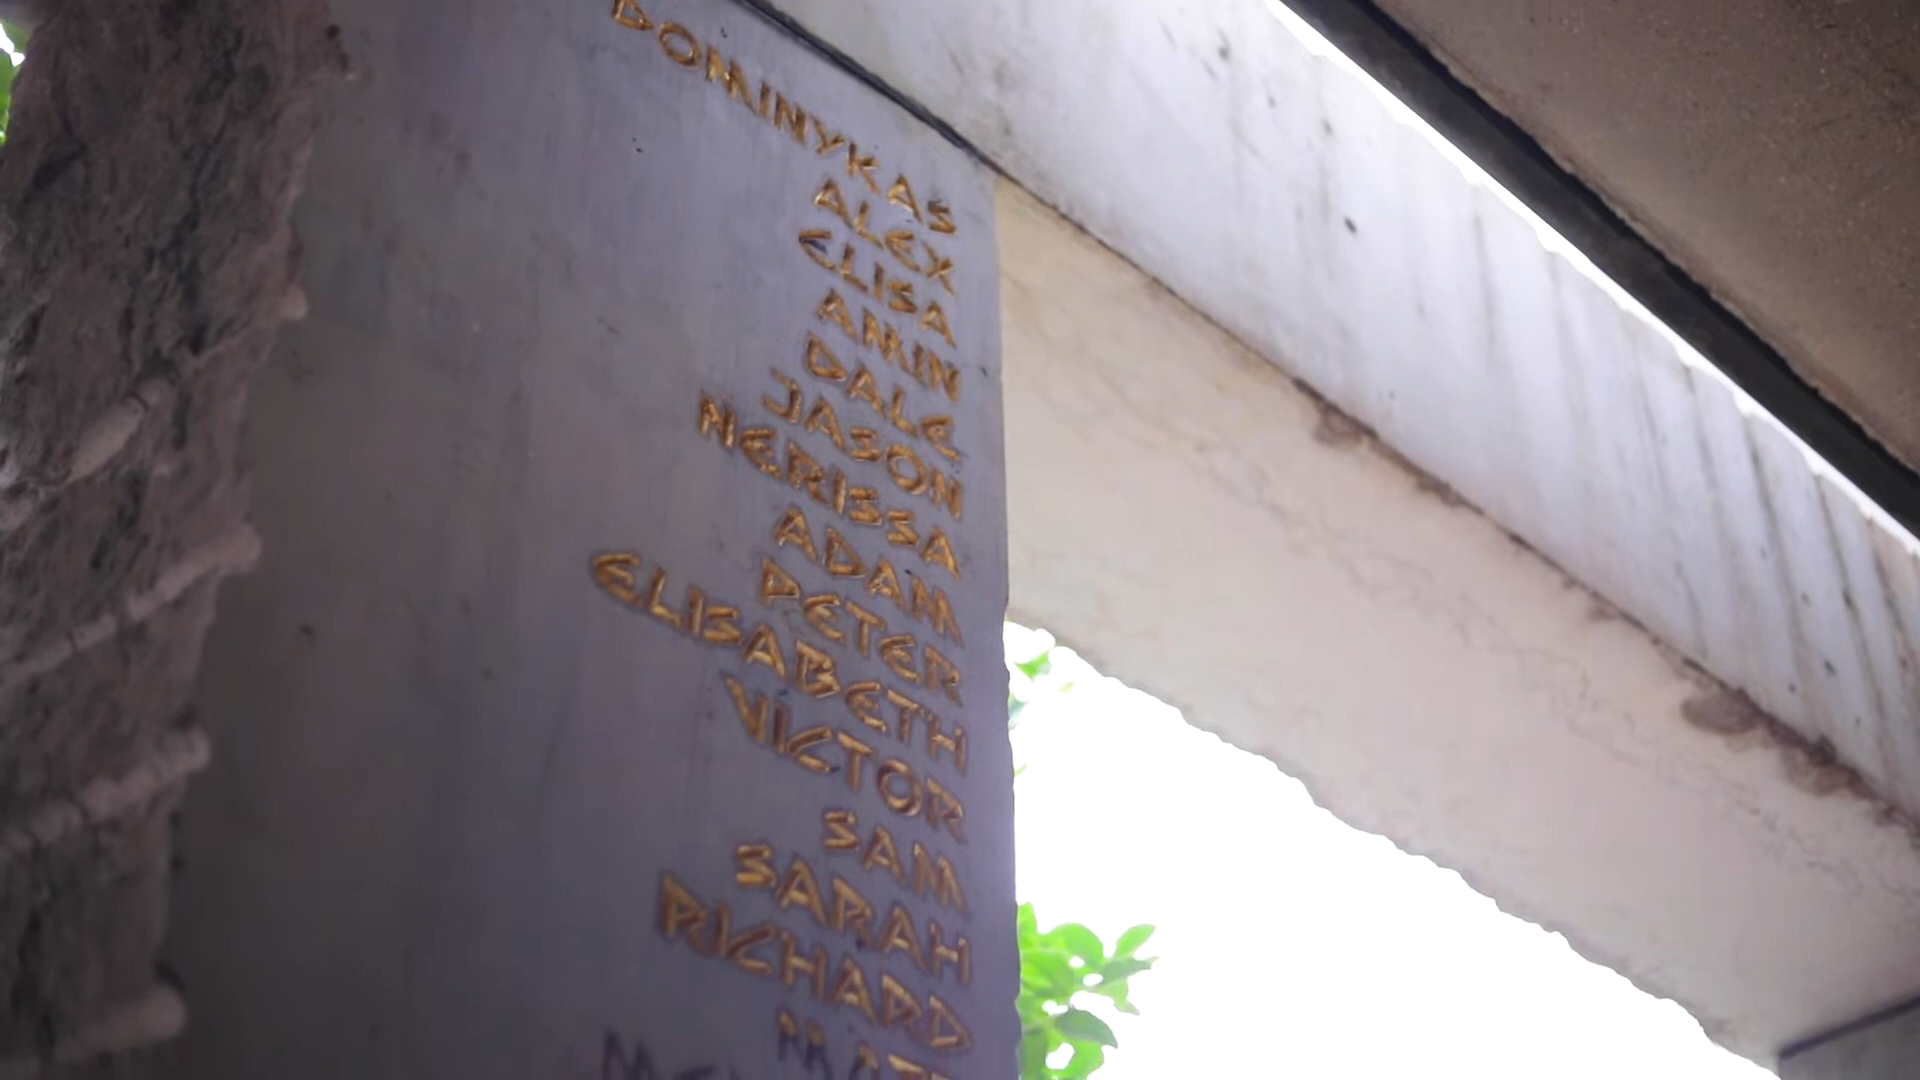 DOMINYKAS
ALEX
ELISA
AMIN
DALE
JASON
NERISSA
ADAM
PETER
ELISABETH
VICTOR
SAM
SARAH
RICHARD